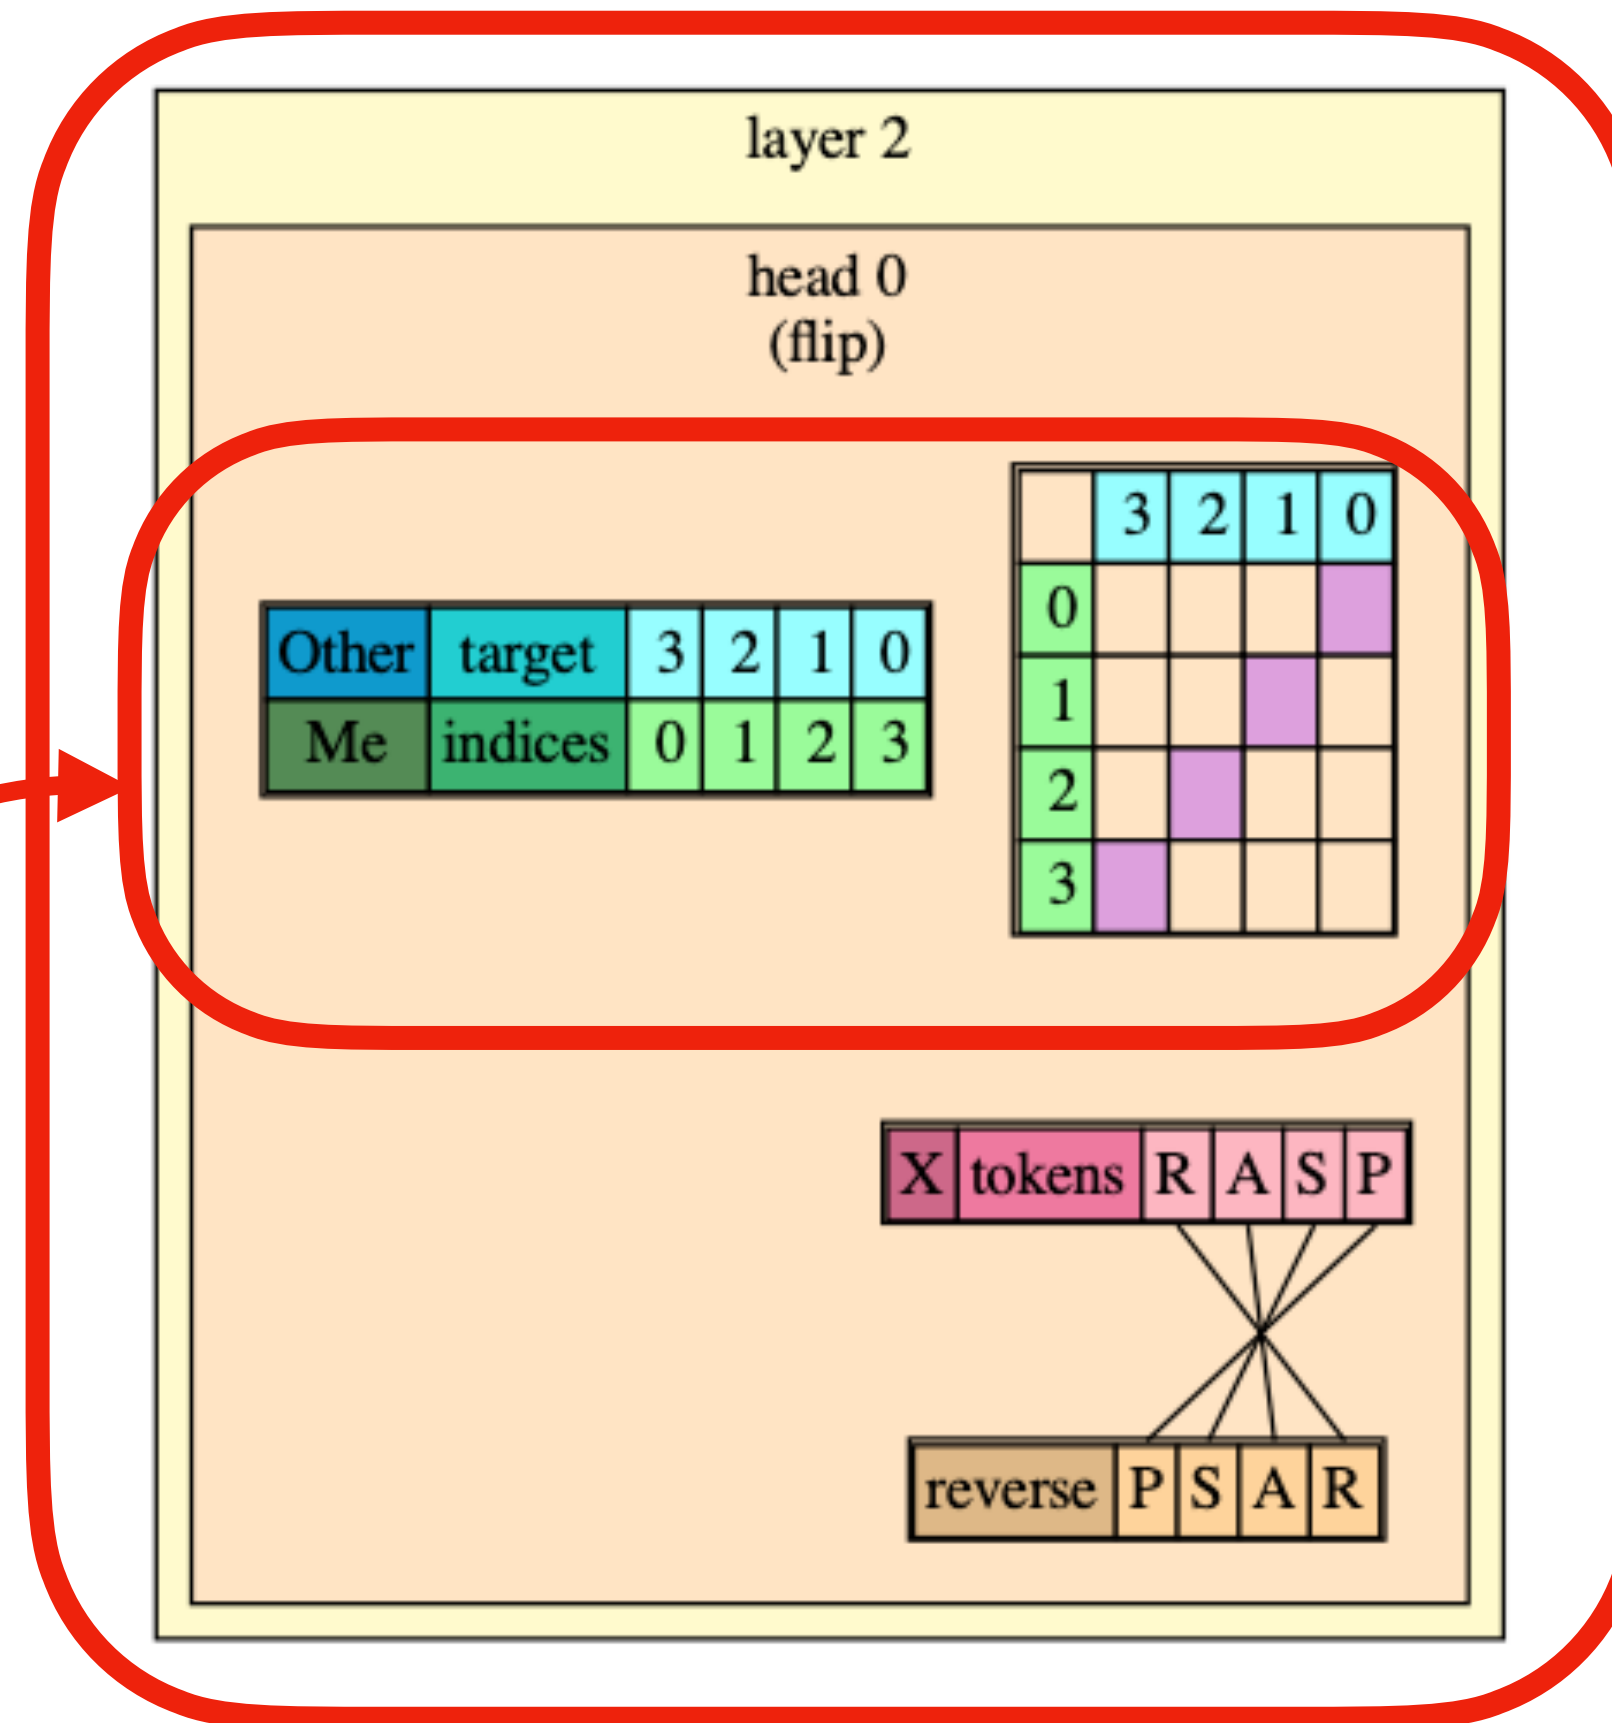 layer 2
head 0
(flip)
Other target 3 2 1 0
Me indices 0 1 2 3
3 2 1 0
0
1
2
3
X tokens R A S P
reverse P S A R